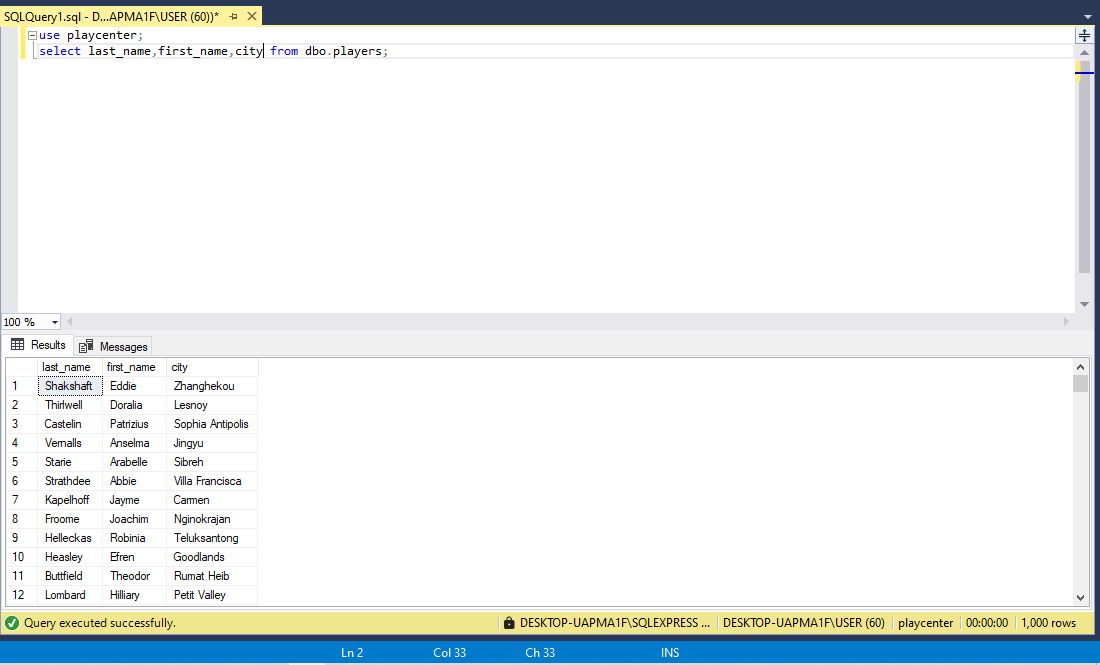 SQLQuery1.sql - D...APMA1F\USER (60))*
use playcenter;
select last_name,first_name,city from dbo.players;
100 %
Results Messages
last_name first_name city
1 Shakshaft Eddie Zhanghekou
2 Thirlwell Doralia Lesnoy
3 Castelin Patrizius Sophia Antipolis
4 Vernalls Anselma Jingyu
5 Starie Arabelle Sibreh
6 Strathdee Abbie Villa Francisca
7 Kapelhoff Jayme Carmen
8 Froome Joachim Nginokrajan
9 Helleckas Robinia Teluksantong
10 Heasley Efren Goodlands
11 Buttfield Theodor Rumat Heib
12 Lombard Hilliary Petit Valley
Query executed successfully. DESKTOP-UAPMA1F\SQLEXPRESS ... DESKTOP-UAPMA1F\USER (60) playcenter 00:00:00 1,000 rows
Ln 2 Col 33 Ch 33 INS